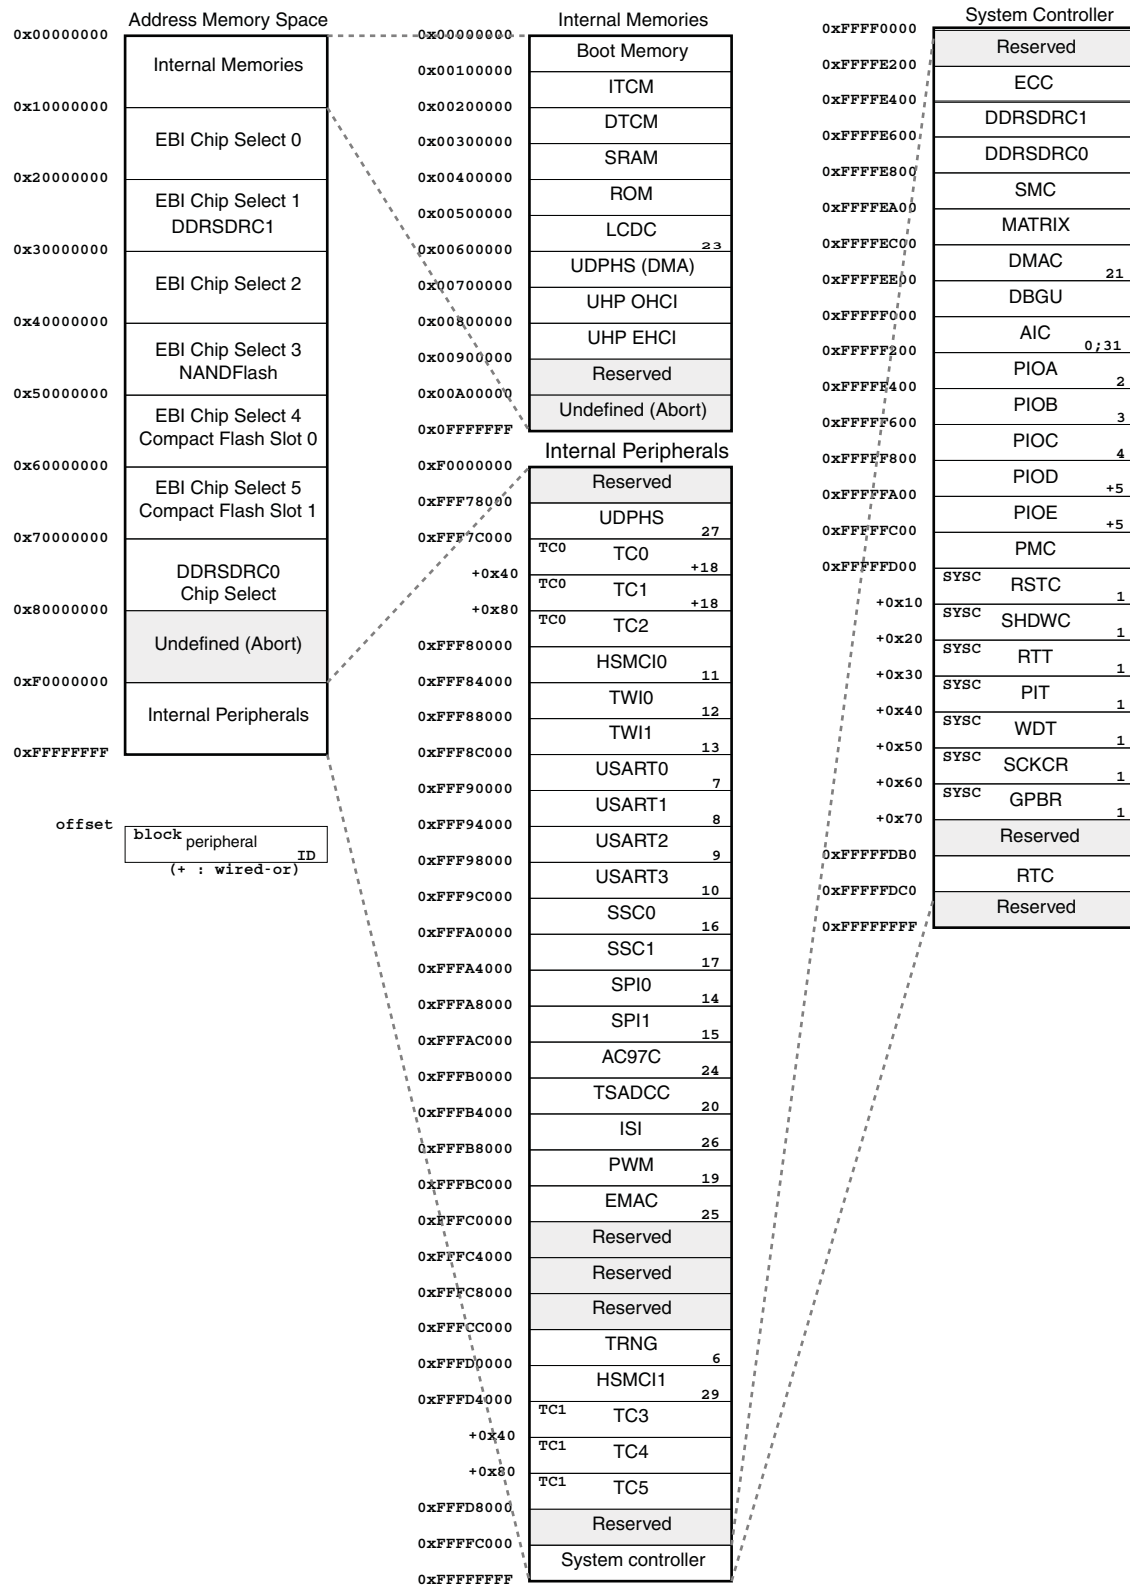 Address Memory Space
0x00000000
Internal Memories
0x10000000
EBI Chip Select 0
0x20000000
EBI Chip Select 1
DDRSDRC1
0x30000000
EBI Chip Select 2
0x40000000
EBI Chip Select 3
NANDFlash
0x50000000
EBI Chip Select 4
Compact Flash Slot 0
0x60000000
EBI Chip Select 5
Compact Flash Slot 1
0x70000000
DDRSDRC0
Chip Select
0x80000000
Undefined (Abort)
0xF0000000
Internal Peripherals
0xFFFFFFFF
offset
block peripheral
ID
(+ : wired-or)
Internal Memories
0x00000000
Boot Memory
0x00100000
ITCM
0x00200000
DTCM
0x00300000
SRAM
0x00400000
ROM
0x00500000
LCDC 23
0x00600000
UDPHS (DMA)
0x00700000
UHP OHCI
0x00800000
UHP EHCI
0x00900000
Reserved
0x00A00000
Undefined (Abort)
0x0FFFFFFF
Internal Peripherals
0xF0000000
Reserved
0xFFF78000
UDPHS 27
0xFFF7C000
TC0 TC0 +18
+0x40
TC0 TC1 +18
+0x80
TC0 TC2
0xFFF80000
HSMCI0 11
0xFFF84000
TWI0 12
0xFFF88000
TWI1 13
0xFFF8C000
USART0 7
0xFFF90000
USART1 8
0xFFF94000
USART2 9
0xFFF98000
USART3 10
0xFFF9C000
SSC0 16
0xFFFA0000
SSC1 17
0xFFFA4000
SPI0 14
0xFFFA8000
SPI1 15
0xFFFAC000
AC97C 24
0xFFFB0000
TSADCC 20
0xFFFB4000
ISI 26
0xFFFB8000
PWM 19
0xFFFBC000
EMAC 25
0xFFFC0000
Reserved
0xFFFC4000
Reserved
0xFFFC8000
Reserved
0xFFFCC000
TRNG 6
0xFFFD0000
HSMCI1 29
0xFFFD4000
TC1 TC3
+0x40
TC1 TC4
+0x80
TC1 TC5
0xFFFD8000
Reserved
0xFFFFC000
System controller
0xFFFFFFFF
System Controller
0xFFFF0000
Reserved
0xFFFFE200
ECC
0xFFFFE400
DDRSDRC1
0xFFFFE600
DDRSDRC0
0xFFFFE800
SMC
0xFFFFEA00
MATRIX
0xFFFFEC00
DMAC 21
0xFFFFEE00
DBGU
0xFFFFF000
AIC 0;31
0xFFFFF200
PIOA 2
0xFFFFF400
PIOB 3
0xFFFFF600
PIOC 4
0xFFFFF800
PIOD +5
0xFFFFFA00
PIOE +5
0xFFFFFC00
PMC
0xFFFFFD00
SYSC RSTC 1
+0x10
SYSC SHDWC 1
+0x20
SYSC RTT 1
+0x30
SYSC PIT 1
+0x40
SYSC WDT 1
+0x50
SYSC SCKCR 1
+0x60
SYSC GPBR 1
+0x70
Reserved
0xFFFFFDB0
RTC
0xFFFFFDC0
Reserved
0xFFFFFFFF